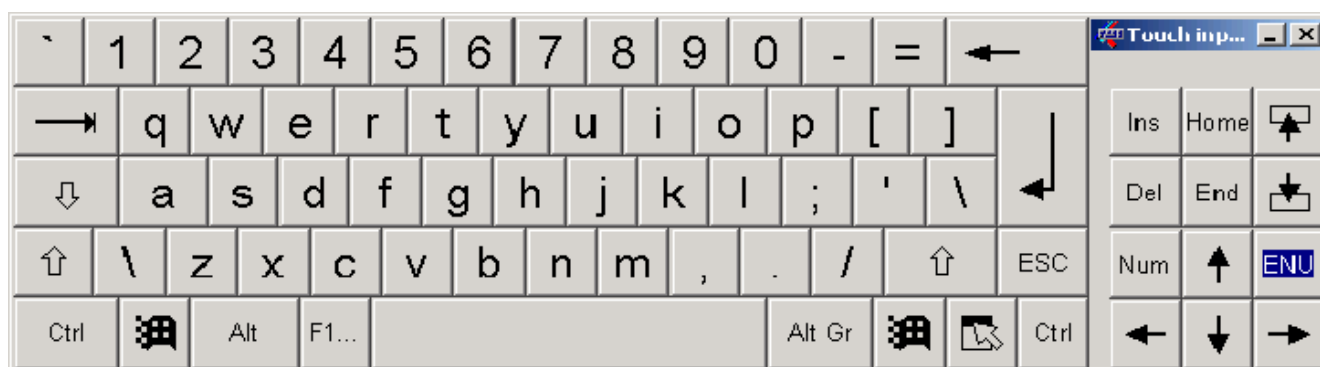 ` 1 2 3 4 5 6 7 8 9 0 - =
Touch inp...
q w e r t y u i o p [ ]
Ins Home
a s d f g h j k l ; ' \
Del End
\ z x c v b n m , . / ESC
Num ENU
Ctrl Alt F1... Alt Gr Ctrl